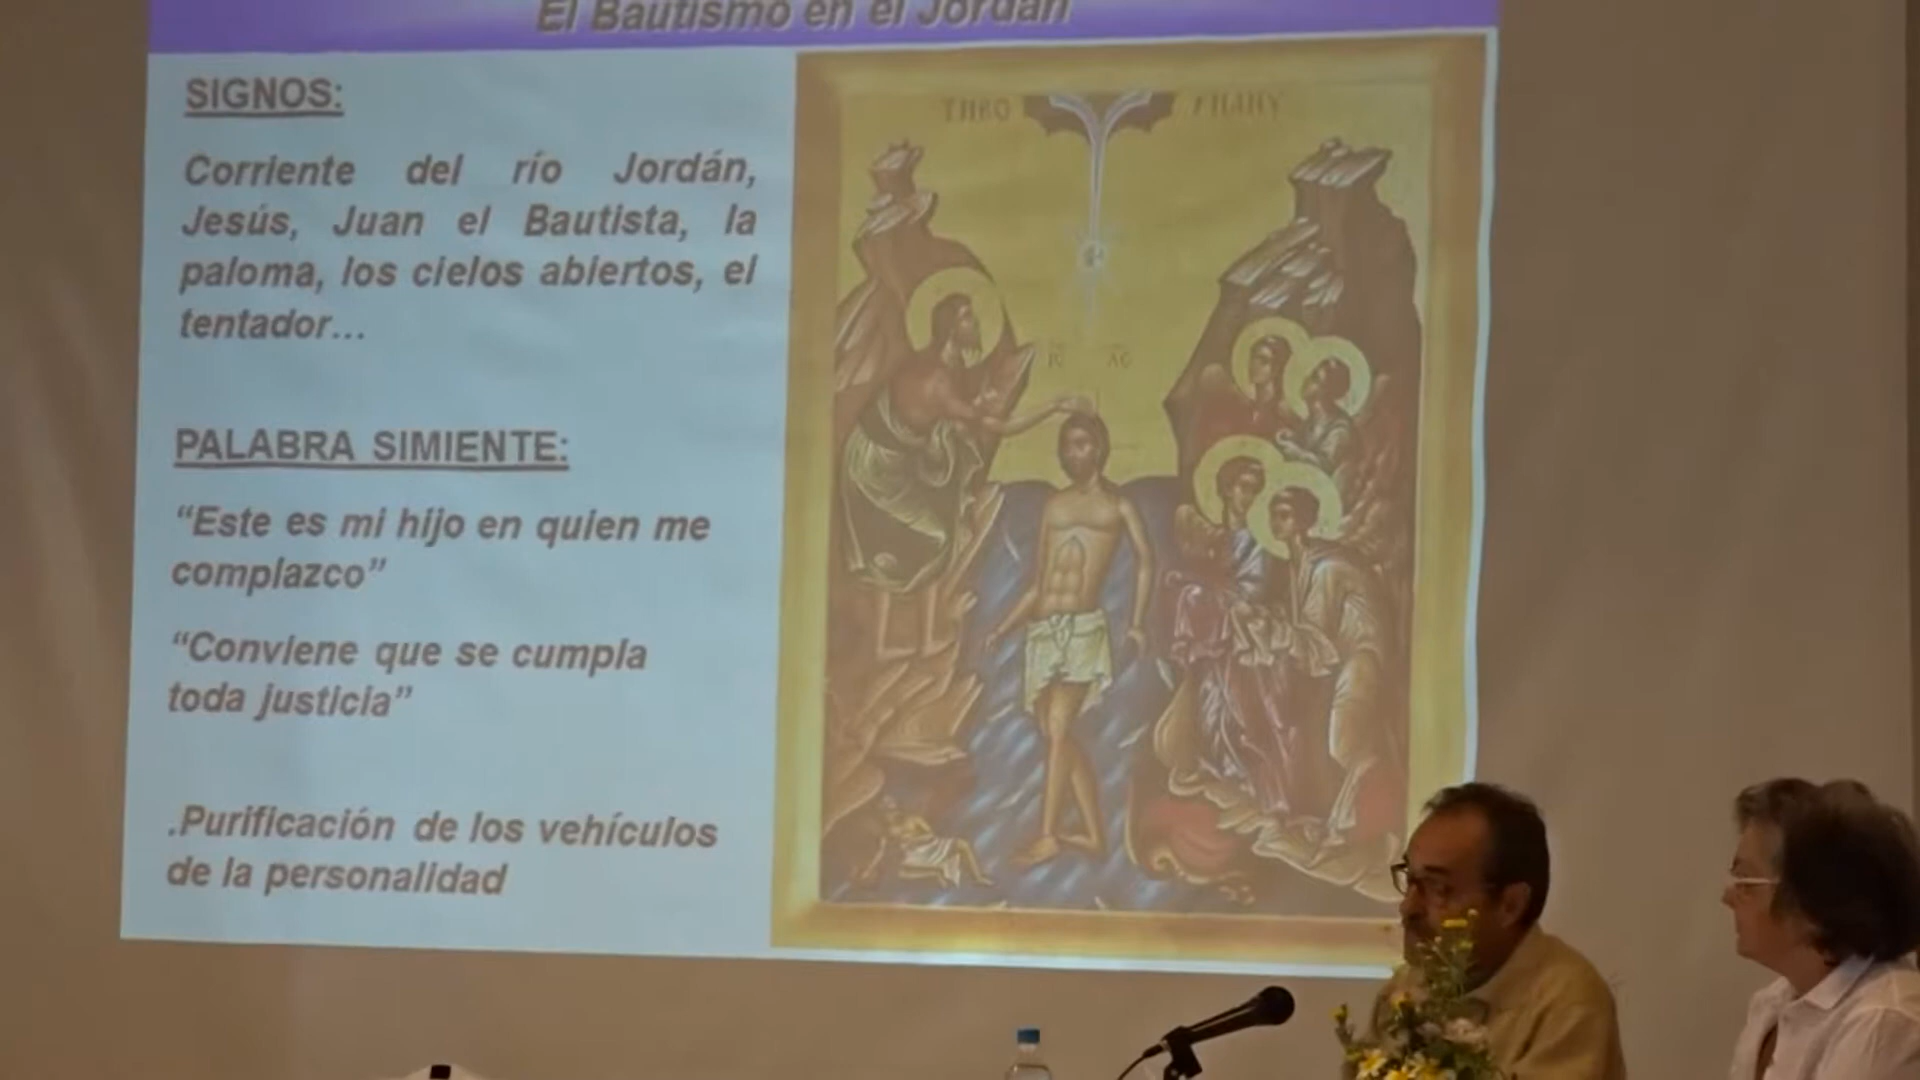 El Bautismo en el Jordán
SIGNOS:
Corriente del río Jordán,
Jesús, Juan el Bautista, la
paloma, los cielos abiertos, el
tentador...
PALABRA SIMIENTE:
“Este es mi hijo en quien me
complazco”
“Conviene que se cumpla
toda justicia”
.Purificación de los vehículos
de la personalidad
THEO PHANY